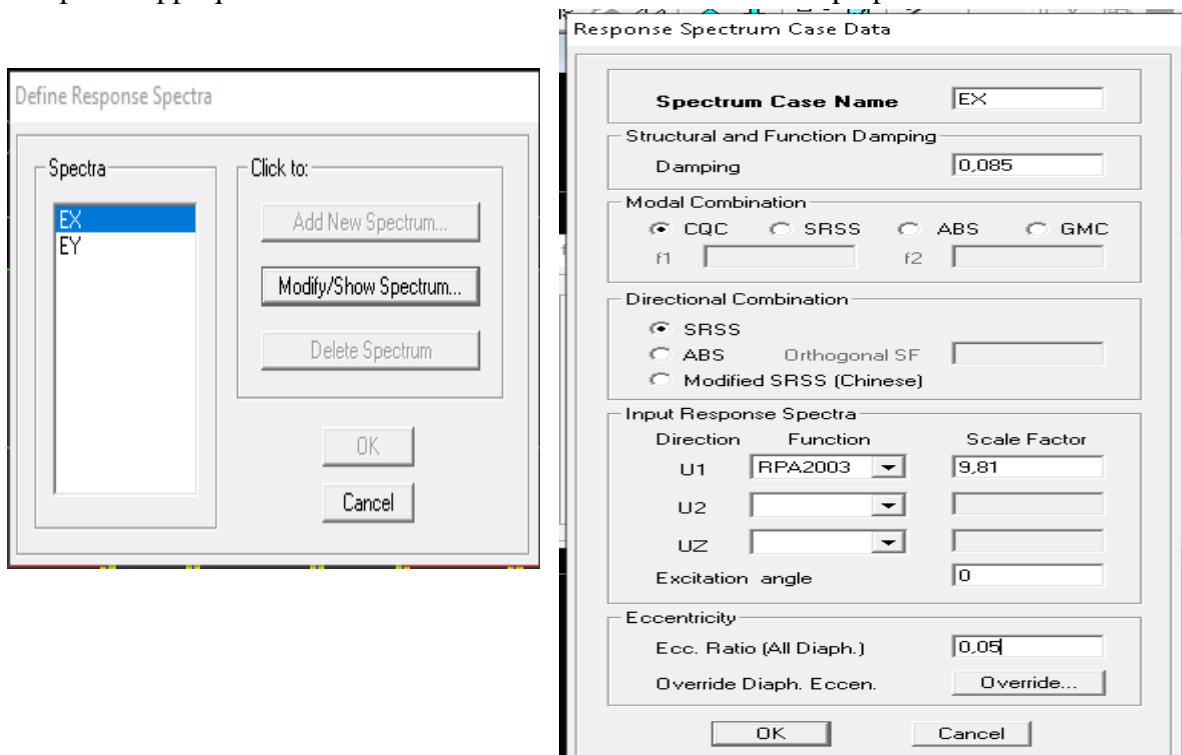 Define Response Spectra
Spectra
EX
EY
Click to:
Add New Spectrum...
Modify/Show Spectrum...
Delete Spectrum
OK
Cancel
Response Spectrum Case Data
Spectrum Case Name EX
Structural and Function Damping
Damping 0,085
Modal Combination
CQC SRSS ABS GMC
f1 f2
Directional Combination
SRSS
ABS Orthogonal SF
Modified SRSS (Chinese)
Input Response Spectra
Direction Function Scale Factor
U1 RPA2003 9,81
U2
UZ
Excitation angle 0
Eccentricity
Ecc. Ratio (All Diaph.) 0,05
Override Diaph. Eccen. Override...
OK Cancel